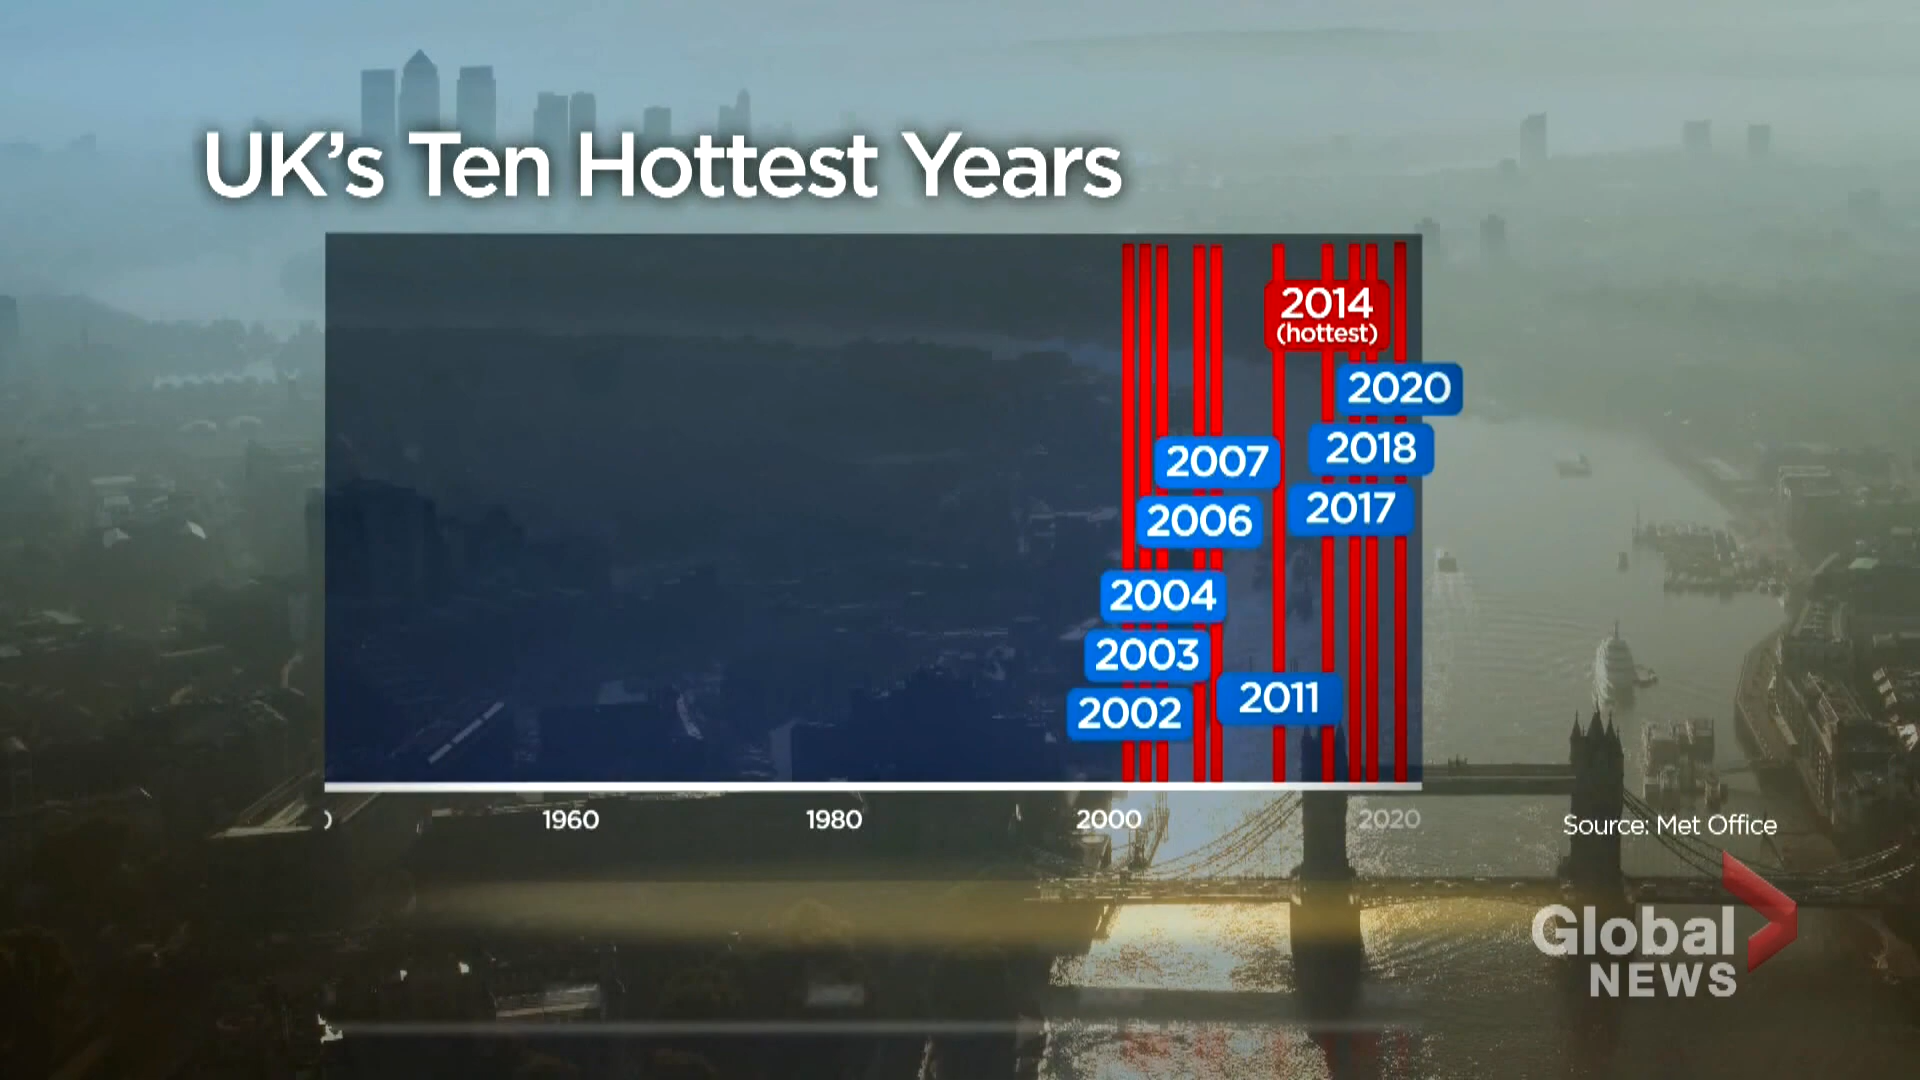 UK's Ten Hottest Years
2014
(hottest)
2020
2018
2007
2017
2006
2004
2003
2011
2002
1960
1980
2000
2020
Source: Met Office
Global
NEWS